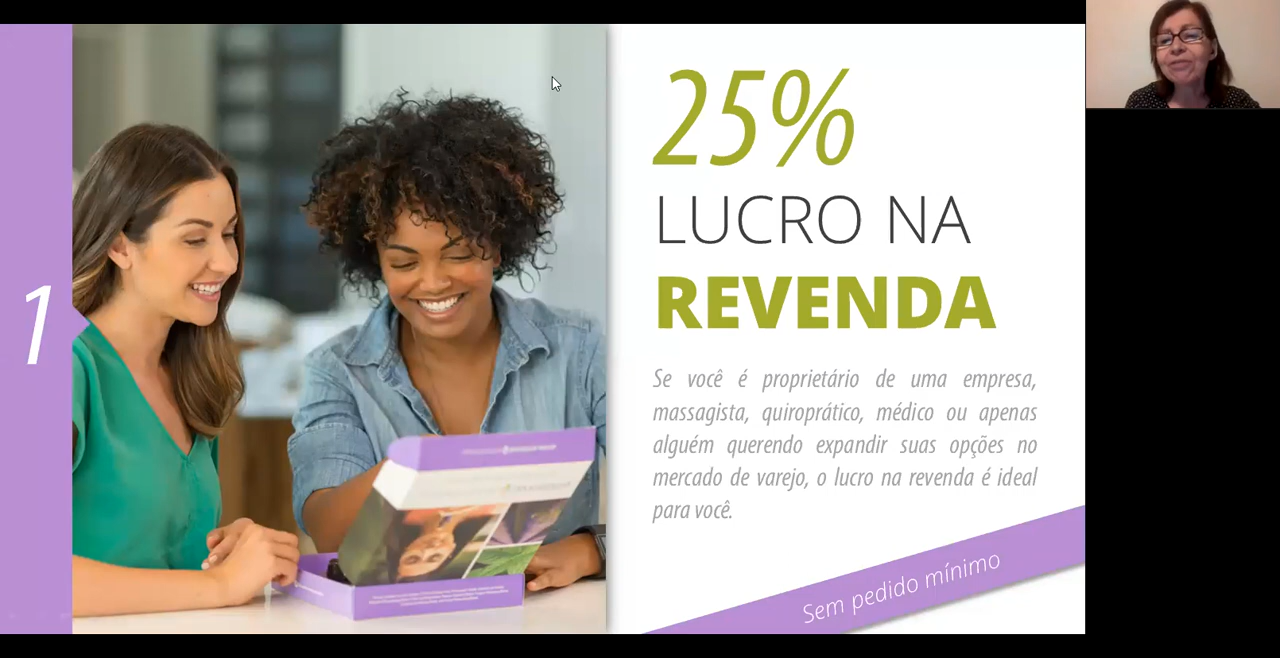 1
25%
LUCRO NA
REVENDA
Se você é proprietário de uma empresa,
massagista, quiroprático, médico ou apenas
alguém querendo expandir suas opções no
mercado de varejo, o lucro na revenda é ideal
para você.
Sem pedido mínimo